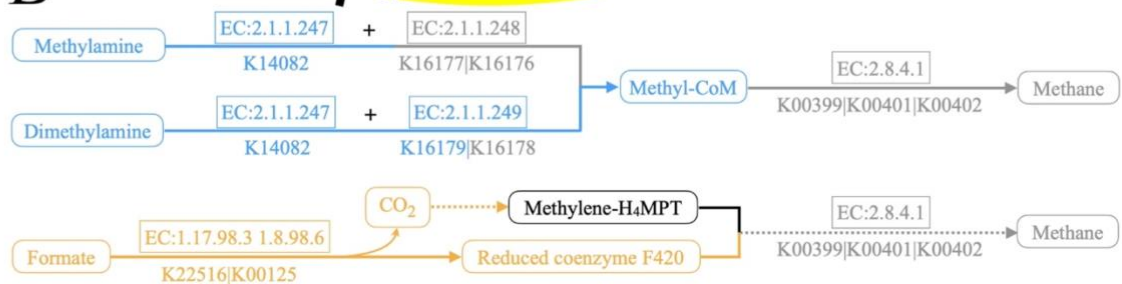 EC:2.1.1.247 + EC:2.1.1.248
Methylamine
K14082 K16177|K16176
EC:2.8.4.1
Methyl-CoM
Methane
K00399|K00401|K00402
EC:2.1.1.247 + EC:2.1.1.249
Dimethylamine
K14082 K16179|K16178
CO₂
Methylene-H₄MPT
EC:2.8.4.1
Methane
EC:1.17.98.3 1.8.98.6
K00399|K00401|K00402
Formate
Reduced coenzyme F420
K22516|K00125